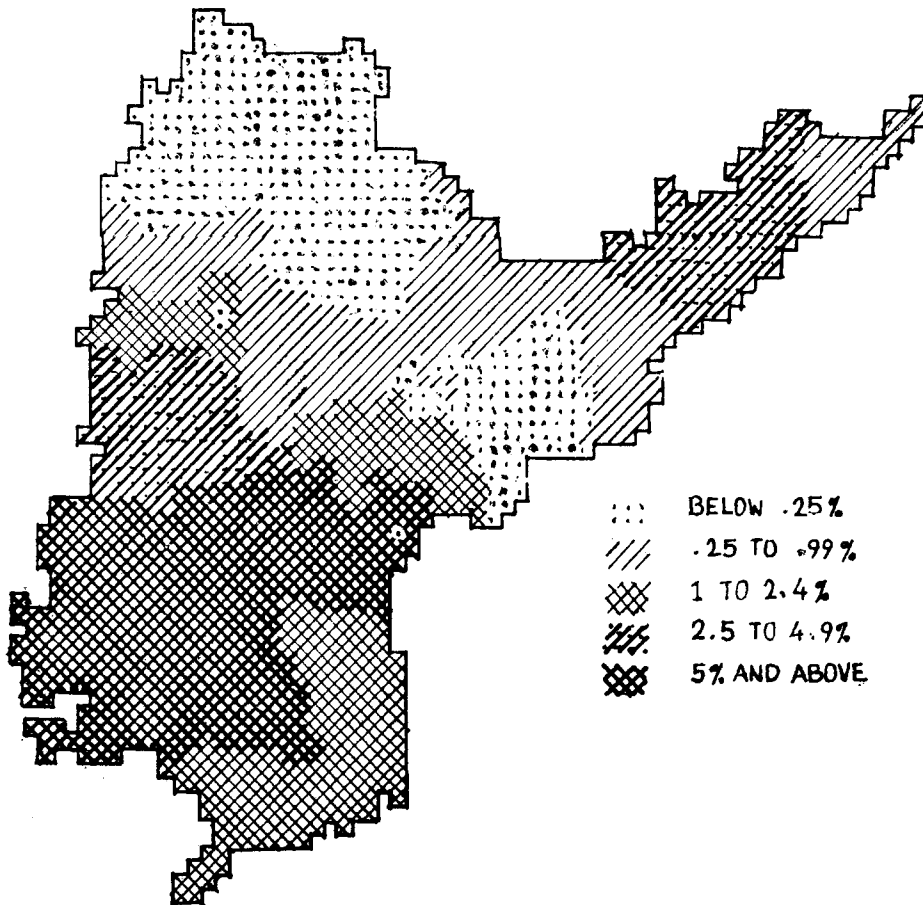 BELOW .25%
.25 TO .99%
1 TO 2.4%
2.5 TO 4.9%
5% AND ABOVE